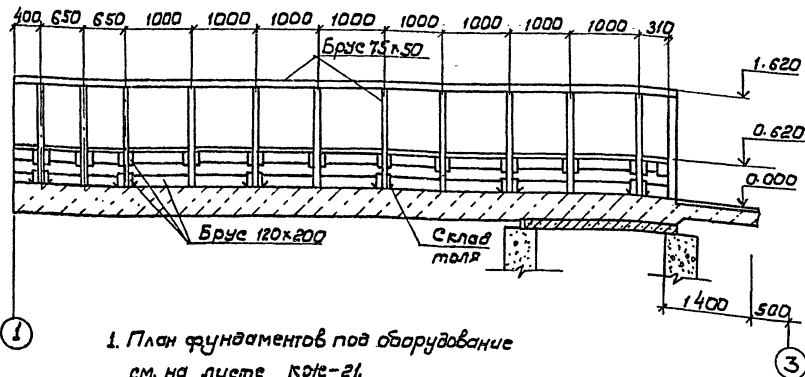 400 650 650 1000 1000 1000 1000 1000 1000 1000 1000 310
Брус 75×50
1.620
0.620
0.000
Брус 120×200
Склад
толя
1400 500
1
3
1. План фундаментов под оборудование
см. на листе КЖ-21.